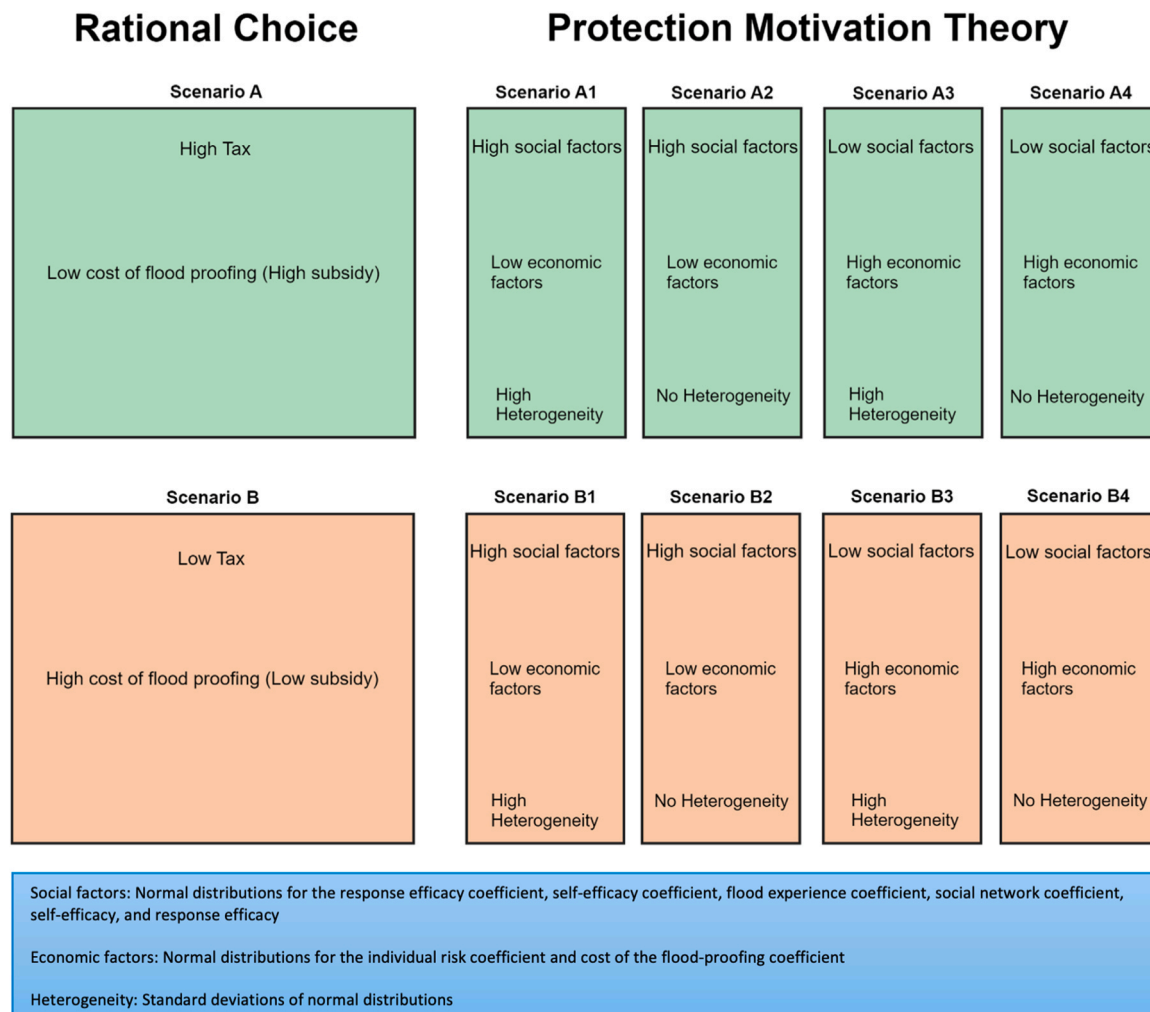 Rational Choice
Protection Motivation Theory
Scenario A
High Tax
Low cost of flood proofing (High subsidy)
Scenario A1
High social factors
Low economic
factors
High
Heterogeneity
Scenario A2
High social factors
Low economic
factors
No Heterogeneity
Scenario A3
Low social factors
High economic
factors
High
Heterogeneity
Scenario A4
Low social factors
High economic
factors
No Heterogeneity
Scenario B
Low Tax
High cost of flood proofing (Low subsidy)
Scenario B1
High social factors
Low economic
factors
High
Heterogeneity
Scenario B2
High social factors
Low economic
factors
No Heterogeneity
Scenario B3
Low social factors
High economic
factors
High
Heterogeneity
Scenario B4
Low social factors
High economic
factors
No Heterogeneity
Social factors: Normal distributions for the response efficacy coefficient, self-efficacy coefficient, flood experience coefficient, social network coefficient,
self-efficacy, and response efficacy
Economic factors: Normal distributions for the individual risk coefficient and cost of the flood-proofing coefficient
Heterogeneity: Standard deviations of normal distributions